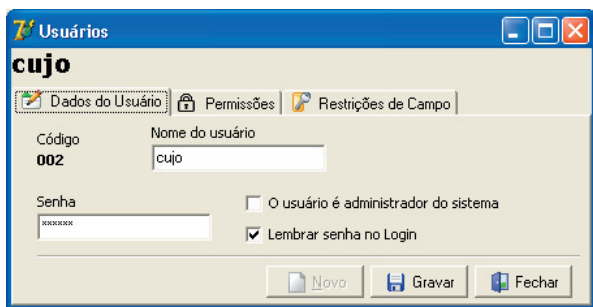 Usuários
cujo
Dados do Usuário Permissões Restrições de Campo
Código Nome do usuário
002 cujo
Senha O usuário é administrador do sistema
xxxxxx Lembrar senha no Login
Novo Gravar Fechar